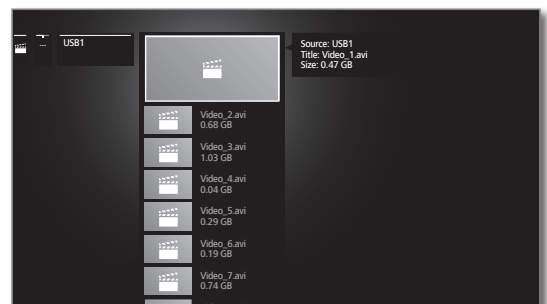 ...
USB1
Source: USB1
Title: Video_1.avi
Size: 0.47 GB
Video_2.avi
0.68 GB
Video_3.avi
1.03 GB
Video_4.avi
0.04 GB
Video_5.avi
0.29 GB
Video_6.avi
0.19 GB
Video_7.avi
0.74 GB